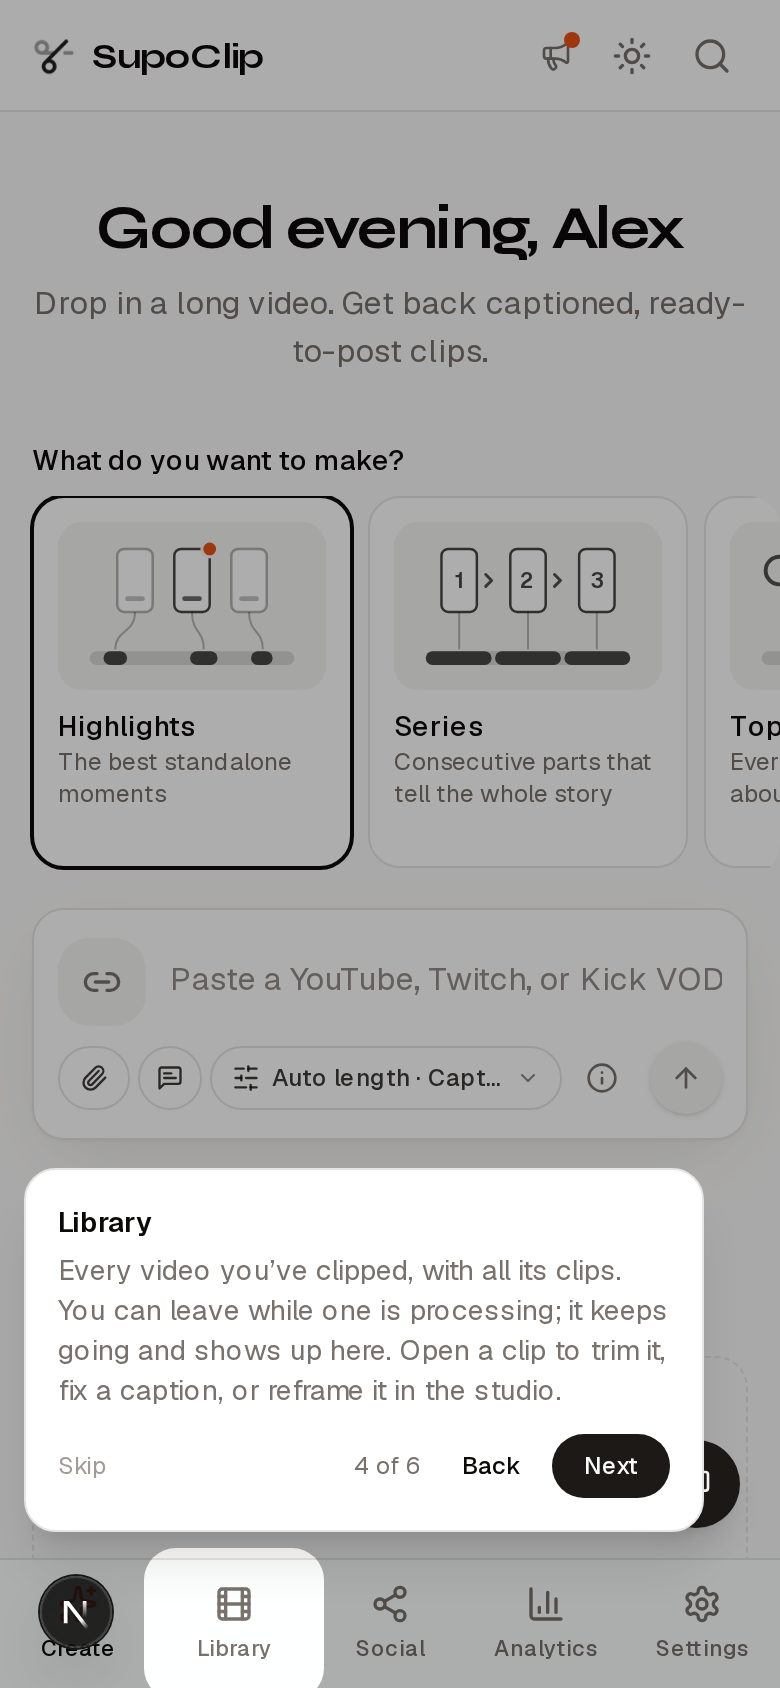 SupoClip
Good evening, Alex
Drop in a long video. Get back captioned, ready-
to-post clips.
What do you want to make?
1 2 3
Highlights
The best standalone
moments
Series
Consecutive parts that
tell the whole story
Top
Ever
abou
Paste a YouTube, Twitch, or Kick VOD
Auto length · Capt...
Library
Every video you’ve clipped, with all its clips.
You can leave while one is processing; it keeps
going and shows up here. Open a clip to trim it,
fix a caption, or reframe it in the studio.
Skip 4 of 6 Back Next
N
Create Library Social Analytics Settings